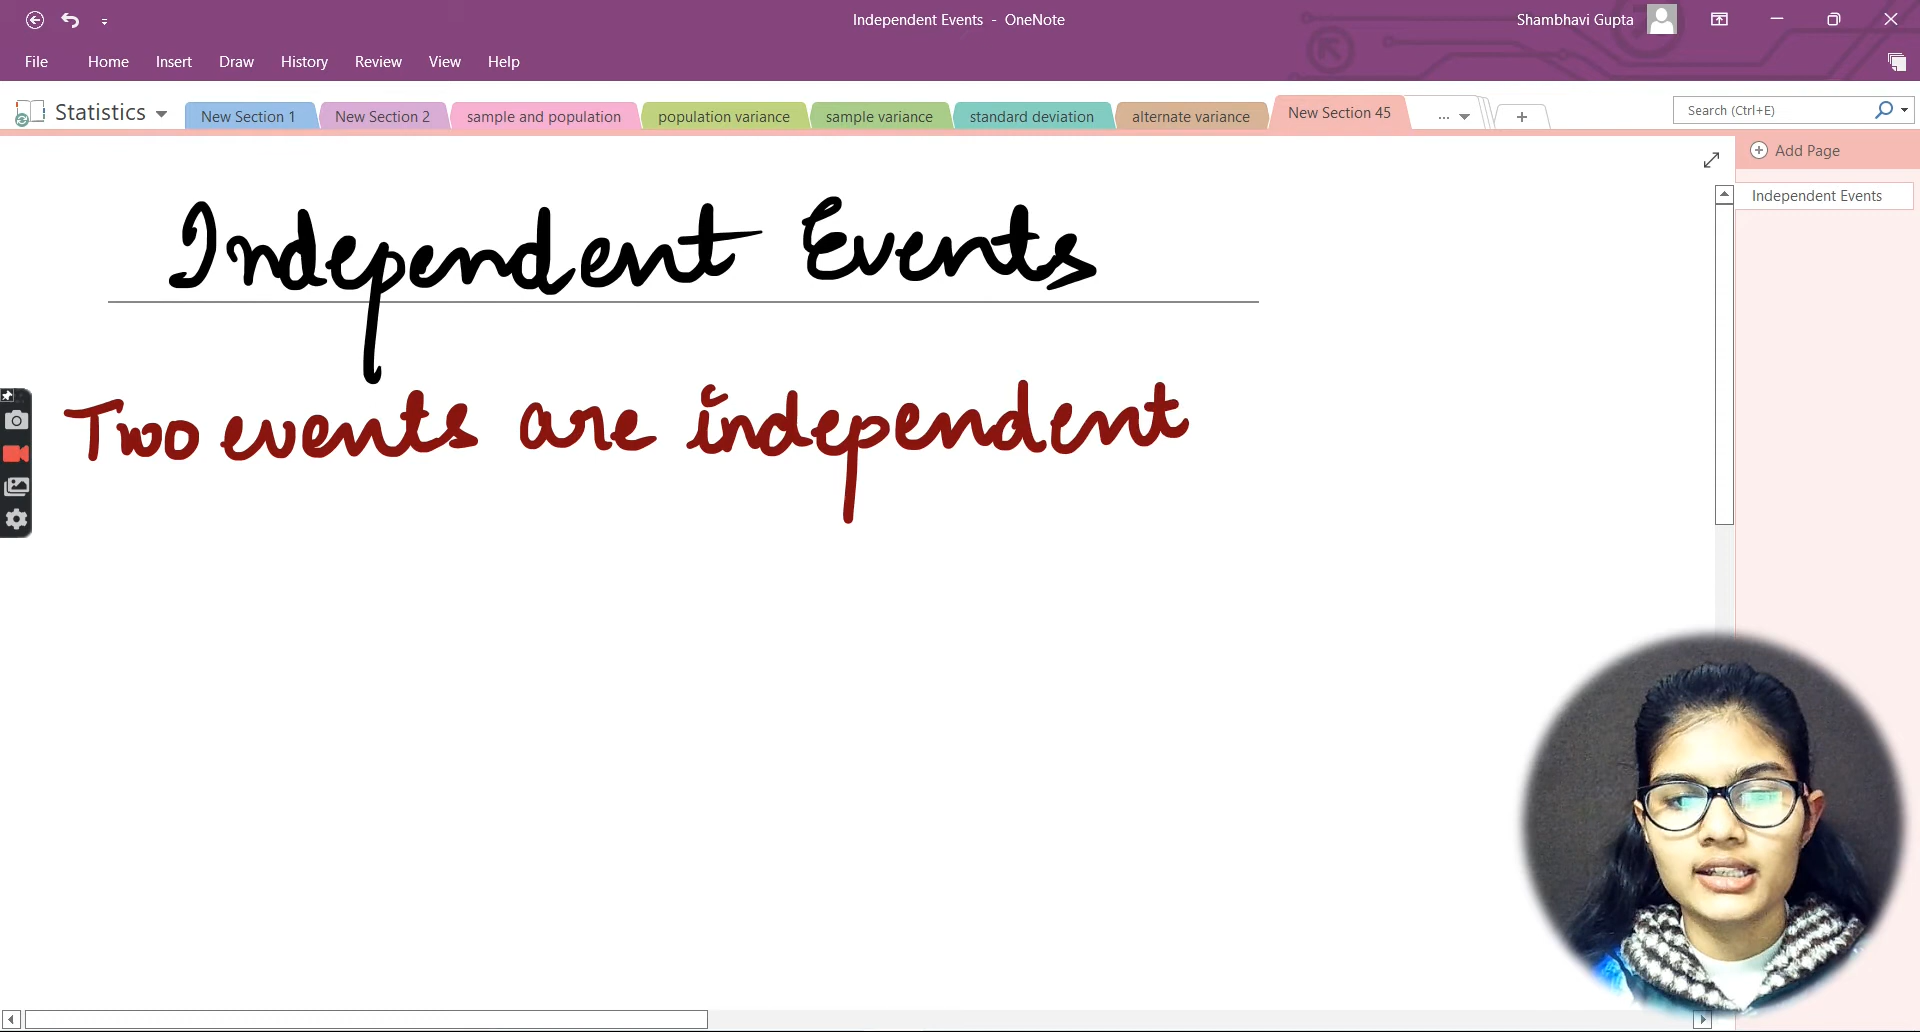 Independent Events - OneNote
Shambhavi Gupta
File Home Insert Draw History Review View Help
Statistics
New Section 1 New Section 2 sample and population population variance sample variance standard deviation alternate variance New Section 45 ... +
Search (Ctrl+E)
Add Page
Independent Events
Independent Events
Two events are independent